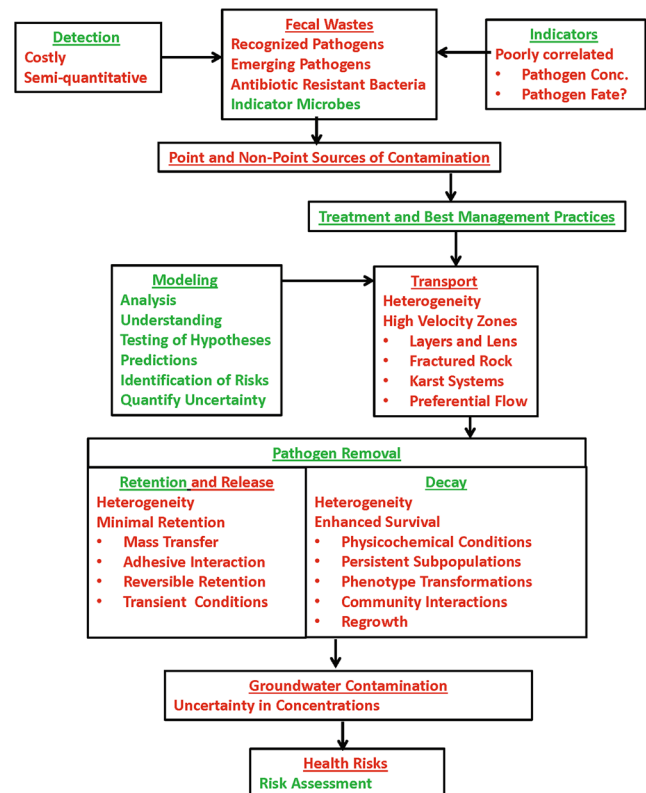 Detection
Costly
Semi-quantitative
Fecal Wastes
Recognized Pathogens
Emerging Pathogens
Antibiotic Resistant Bacteria
Indicator Microbes
Indicators
Poorly correlated
• Pathogen Conc.
• Pathogen Fate?
Point and Non-Point Sources of Contamination
Treatment and Best Management Practices
Modeling
Analysis
Understanding
Testing of Hypotheses
Predictions
Identification of Risks
Quantify Uncertainty
Transport
Heterogeneity
High Velocity Zones
• Layers and Lens
• Fractured Rock
• Karst Systems
• Preferential Flow
Pathogen Removal
Retention and Release
Heterogeneity
Minimal Retention
• Mass Transfer
• Adhesive Interaction
• Reversible Retention
• Transient Conditions
Decay
Heterogeneity
Enhanced Survival
• Physicochemical Conditions
• Persistent Subpopulations
• Phenotype Transformations
• Community Interactions
• Regrowth
Groundwater Contamination
Uncertainty in Concentrations
Health Risks
Risk Assessment